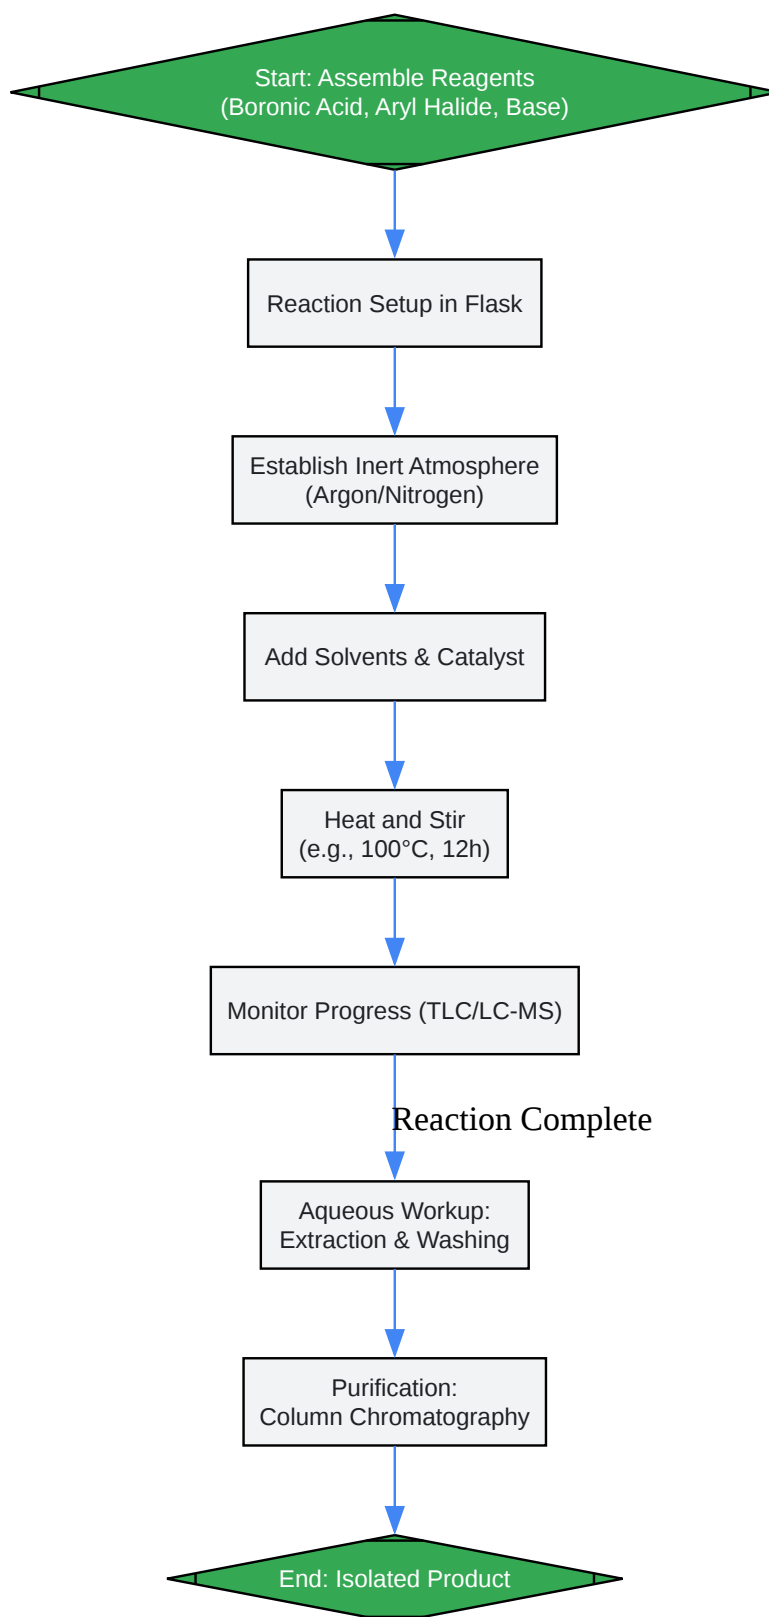 Start: Assemble Reagents
(Boronic Acid, Aryl Halide, Base)
Reaction Setup in Flask
Establish Inert Atmosphere
(Argon/Nitrogen)
Add Solvents & Catalyst
Heat and Stir
(e.g., 100°C, 12h)
Monitor Progress (TLC/LC-MS)
Reaction Complete
Aqueous Workup:
Extraction & Washing
Purification:
Column Chromatography
End: Isolated Product